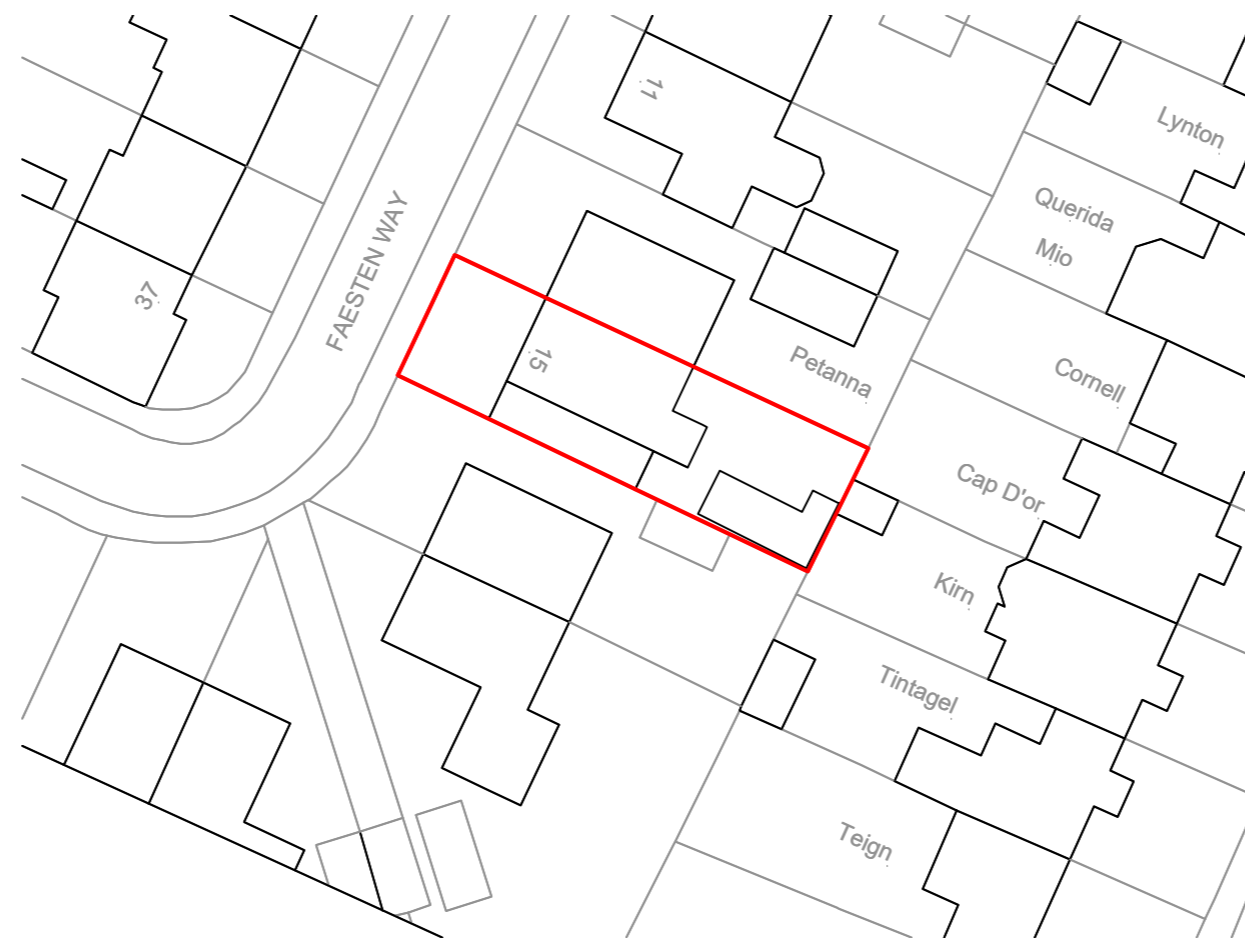 11
Lynton
Querida
Mio
37
FAESTEN WAY
15
Petanna
Cornell
Cap D'or
Kirn
Tintagel
Teign